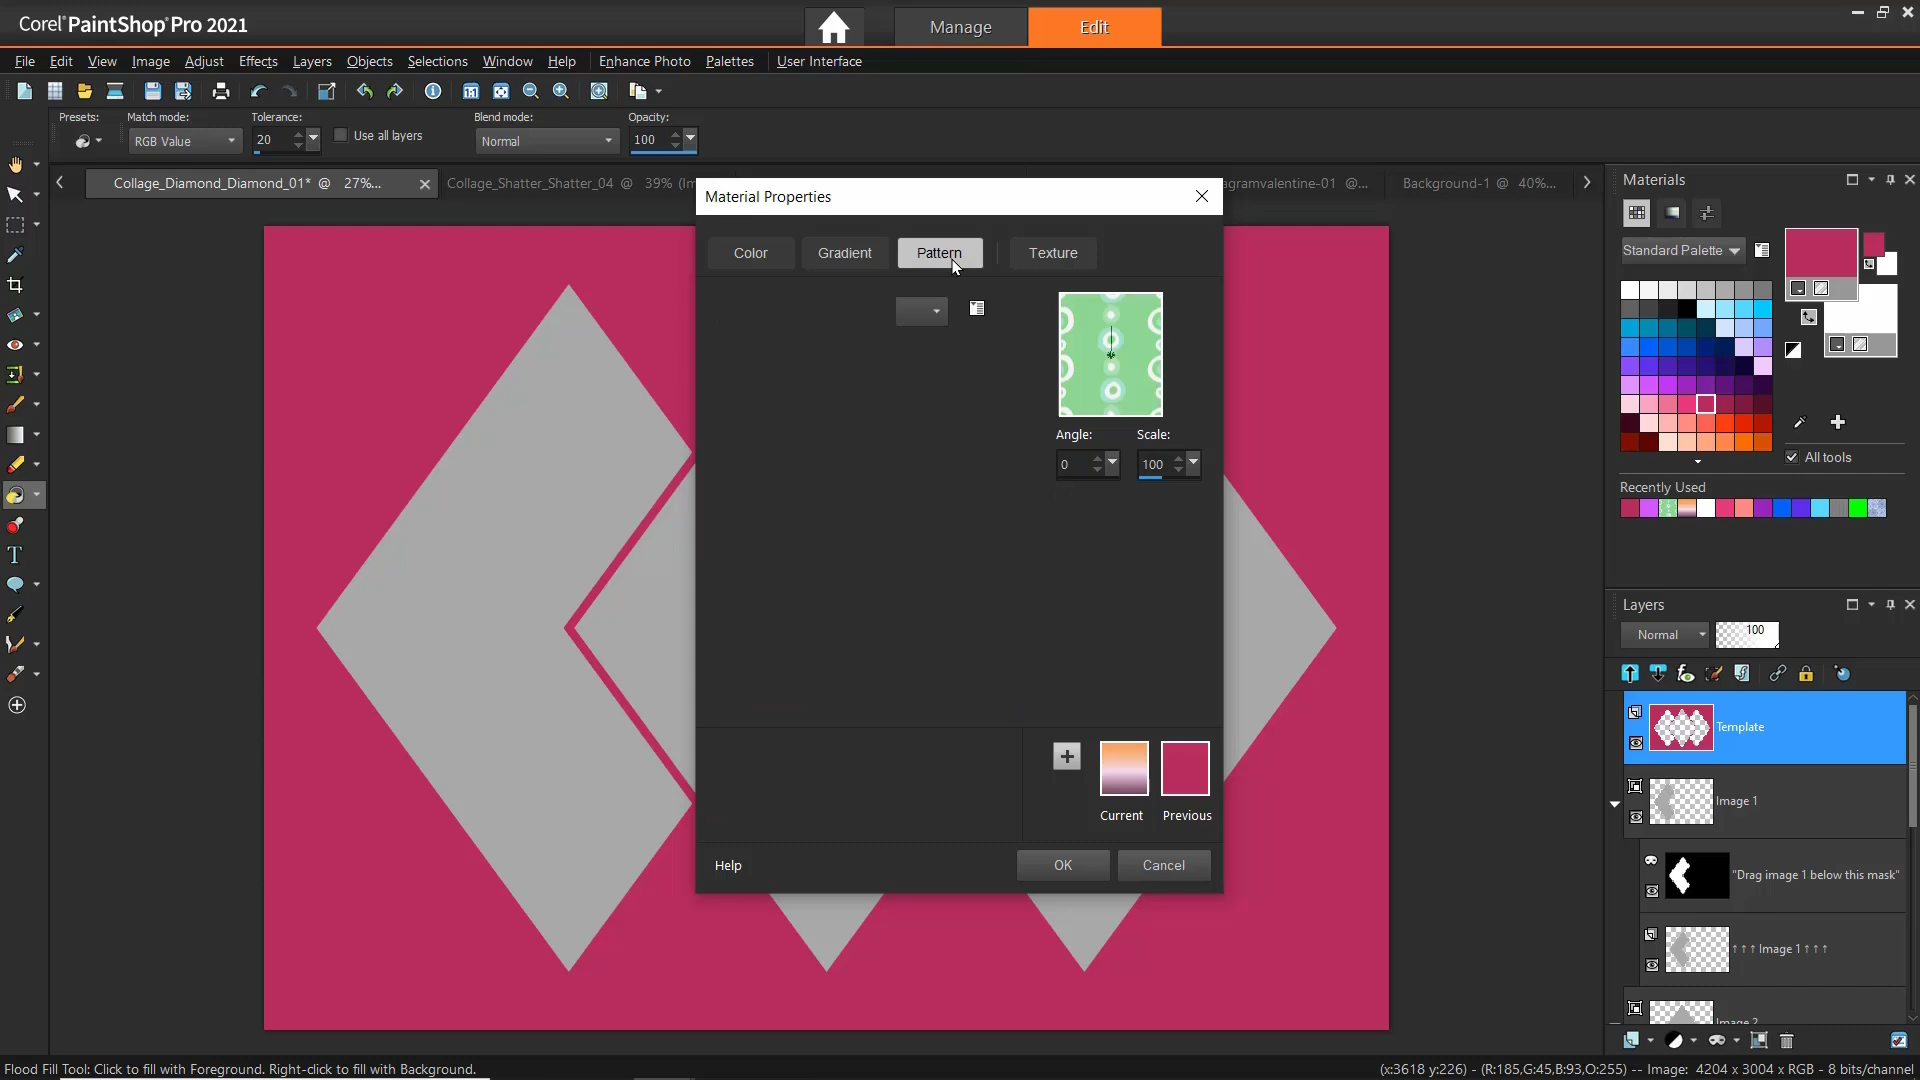 Corel® PaintShop® Pro 2021
Manage
Edit
File Edit View Image Adjust Effects Layers Objects Selections Window Help Enhance Photo Palettes User Interface
Presets: Match mode: Tolerance: Blend mode: Opacity:
RGB Value 20 Use all layers Normal 100
Collage_Diamond_Diamond_01* @ 27%...
Collage_Shatter_Shatter_04 @ 39% (Im
agramvalentine-01 @...
Background-1 @ 40%...
Material Properties
Color Gradient Pattern Texture
Angle: Scale:
0 100
Current Previous
Help OK Cancel
Materials
Standard Palette
All tools
Recently Used
Layers
Normal 100
Template
Image 1
"Drag image 1 below this mask"
↑ ↑ ↑ Image 1 ↑ ↑ ↑
Image 2
Flood Fill Tool: Click to fill with Foreground. Right-click to fill with Background.
(x:3618 y:226) - (R:185,G:45,B:93,O:255) -- Image: 4204 x 3004 x RGB - 8 bits/channel